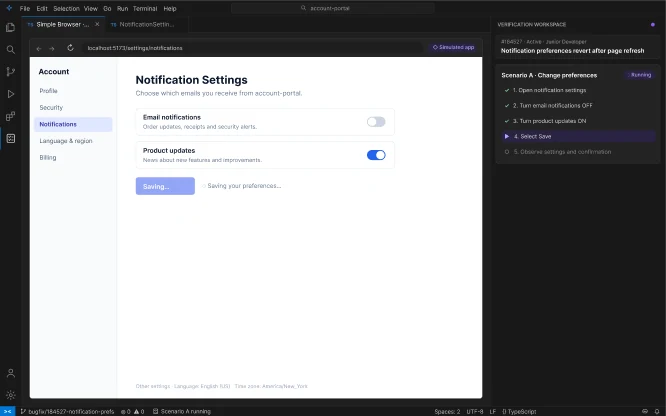 File Edit Selection View Go Run Terminal Help
account-portal
TS Simple Browser -... ×
TS NotificationSettin...
localhost:5173/settings/notifications
Simulated app
Account
Profile
Security
Notifications
Language & region
Billing
Notification Settings
Choose which emails you receive from account-portal.
Email notifications
Order updates, receipts and security alerts.
Product updates
News about new features and improvements.
Saving...
Saving your preferences...
Other settings · Language: English (US) · Time zone: America/New_York
VERIFICATION WORKSPACE
#184527 · Active · Junior Developer
Notification preferences revert after page refresh
Scenario A · Change preferences
Running
1. Open notification settings
2. Turn email notifications OFF
3. Turn product updates ON
4. Select Save
5. Observe settings and confirmation
bugfix/184527-notification-prefs 0 0 Scenario A running
Spaces: 2 UTF-8 LF {} TypeScript